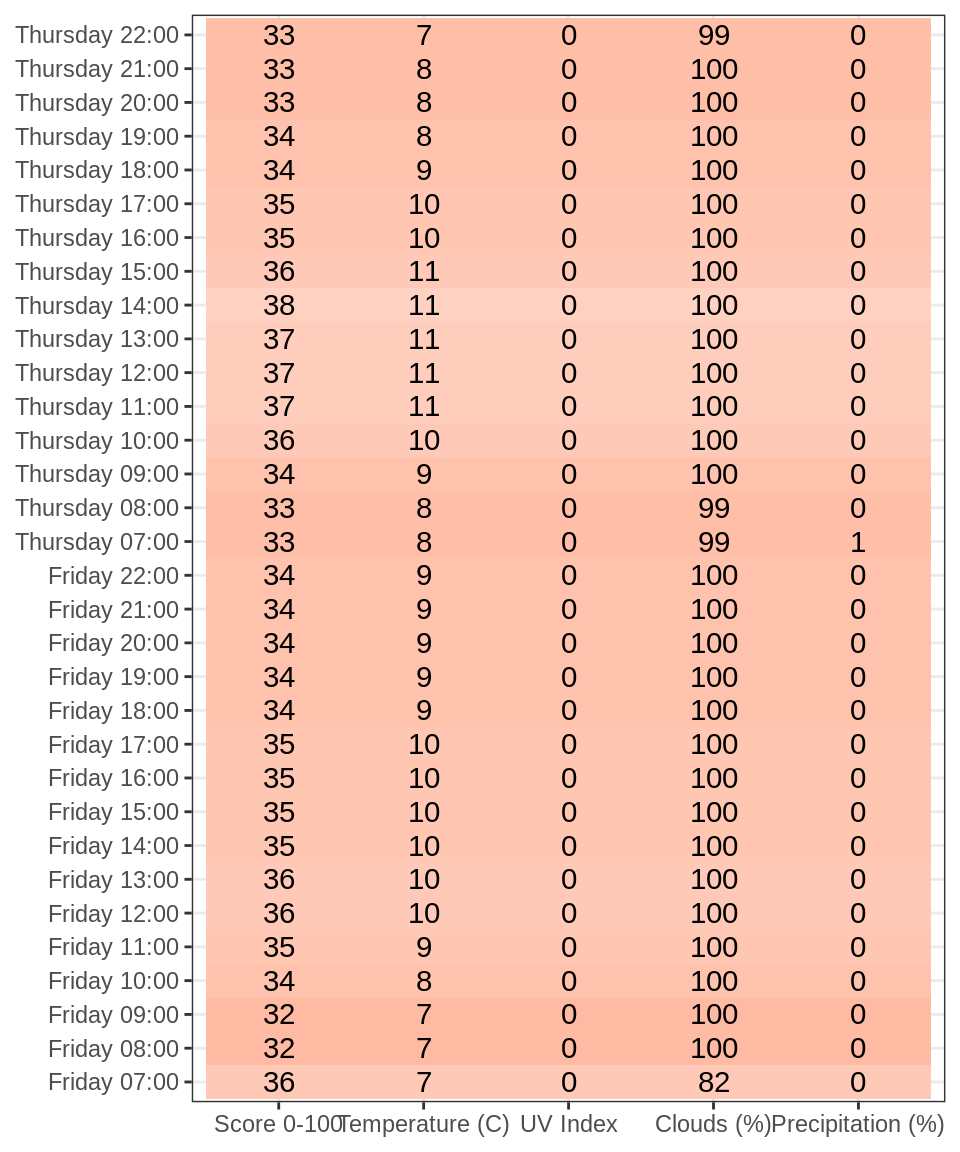 Thursday 22:00 33 7 0 99 0
Thursday 21:00 33 8 0 100 0
Thursday 20:00 33 8 0 100 0
Thursday 19:00 34 8 0 100 0
Thursday 18:00 34 9 0 100 0
Thursday 17:00 35 10 0 100 0
Thursday 16:00 35 10 0 100 0
Thursday 15:00 36 11 0 100 0
Thursday 14:00 38 11 0 100 0
Thursday 13:00 37 11 0 100 0
Thursday 12:00 37 11 0 100 0
Thursday 11:00 37 11 0 100 0
Thursday 10:00 36 10 0 100 0
Thursday 09:00 34 9 0 100 0
Thursday 08:00 33 8 0 99 0
Thursday 07:00 33 8 0 99 1
Friday 22:00 34 9 0 100 0
Friday 21:00 34 9 0 100 0
Friday 20:00 34 9 0 100 0
Friday 19:00 34 9 0 100 0
Friday 18:00 34 9 0 100 0
Friday 17:00 35 10 0 100 0
Friday 16:00 35 10 0 100 0
Friday 15:00 35 10 0 100 0
Friday 14:00 35 10 0 100 0
Friday 13:00 36 10 0 100 0
Friday 12:00 36 10 0 100 0
Friday 11:00 35 9 0 100 0
Friday 10:00 34 8 0 100 0
Friday 09:00 32 7 0 100 0
Friday 08:00 32 7 0 100 0
Friday 07:00 36 7 0 82 0
Score 0-100 Temperature (C) UV Index Clouds (%) Precipitation (%)